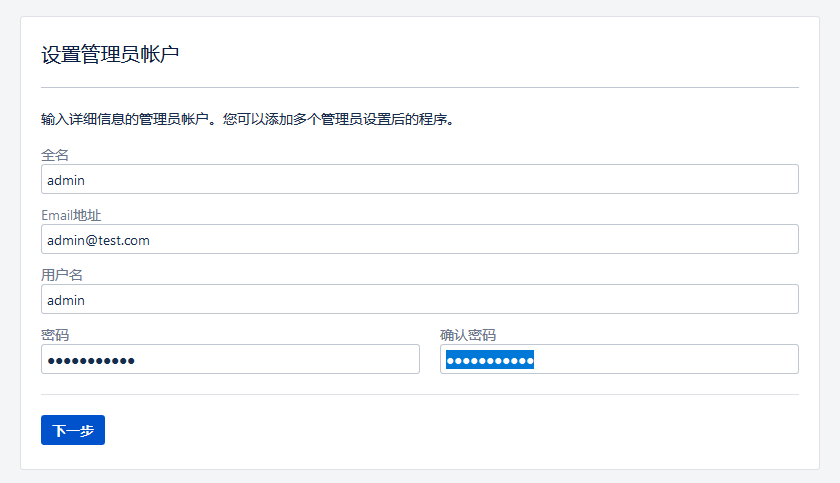 设置管理员帐户
输入详细信息的管理员帐户。您可以添加多个管理员设置后的程序。
全名
admin
Email地址
admin@test.com
用户名
admin
密码 确认密码
●●●●●●●●●●● ●●●●●●●●●●●
下一步